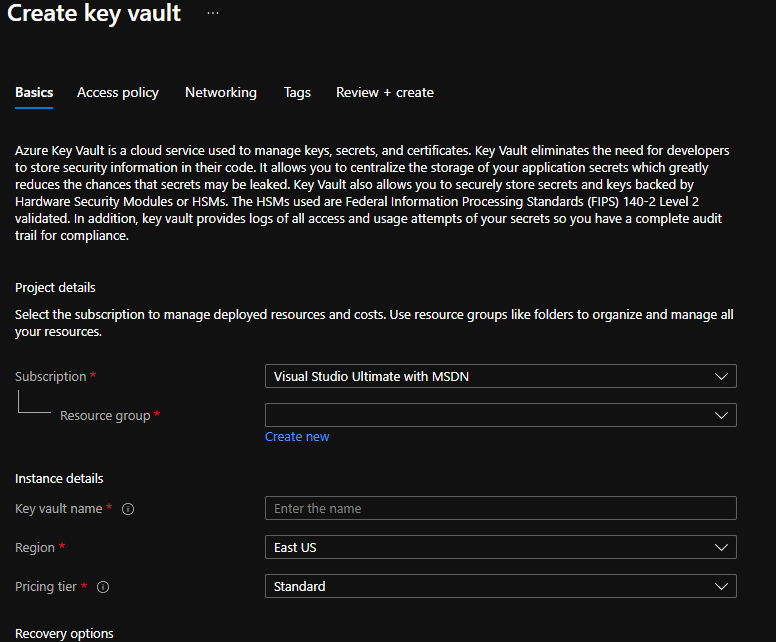 Create key vault ...
Basics Access policy Networking Tags Review + create
Azure Key Vault is a cloud service used to manage keys, secrets, and certificates. Key Vault eliminates the need for developers
to store security information in their code. It allows you to centralize the storage of your application secrets which greatly
reduces the chances that secrets may be leaked. Key Vault also allows you to securely store secrets and keys backed by
Hardware Security Modules or HSMs. The HSMs used are Federal Information Processing Standards (FIPS) 140-2 Level 2
validated. In addition, key vault provides logs of all access and usage attempts of your secrets so you have a complete audit
trail for compliance.
Project details
Select the subscription to manage deployed resources and costs. Use resource groups like folders to organize and manage all
your resources.
Subscription * Visual Studio Ultimate with MSDN
Resource group *
Create new
Instance details
Key vault name * Enter the name
Region * East US
Pricing tier * Standard
Recovery options